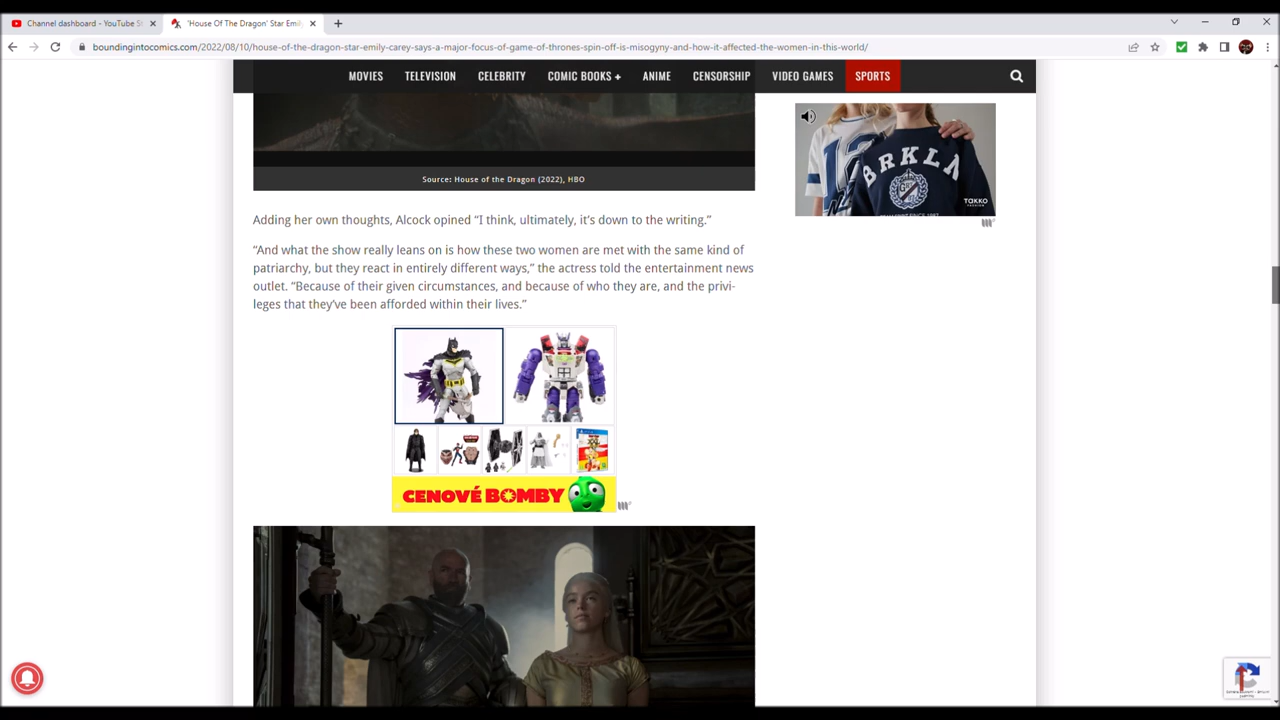 Channel dashboard - YouTube St
'House Of The Dragon' Star Emil
boundingintocomics.com/2022/08/10/house-of-the-dragon-star-emily-carey-says-a-major-focus-of-game-of-thrones-spin-off-is-misogyny-and-how-it-affected-the-women-in-this-world/
MOVIES TELEVISION CELEBRITY COMIC BOOKS + ANIME CENSORSHIP VIDEO GAMES SPORTS
BRKLN
TAKKO
FASHION
Source: House of the Dragon (2022), HBO
Adding her own thoughts, Alcock opined “I think, ultimately, it’s down to the writing.”
“And what the show really leans on is how these two women are met with the same kind of
patriarchy, but they react in entirely different ways,” the actress told the entertainment news
outlet. “Because of their given circumstances, and because of who they are, and the privi-
leges that they’ve been afforded within their lives.”
CENOVÉ BOMBY